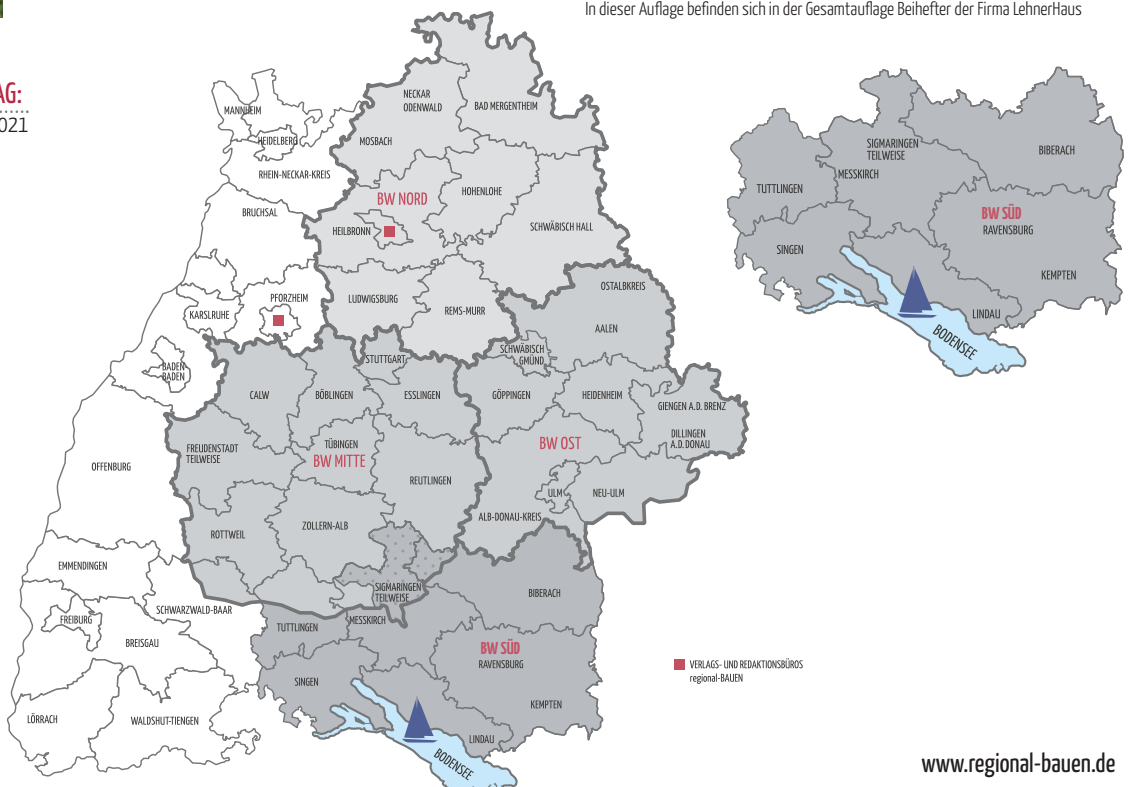 In dieser Auflage befinden sich in der Gesamtauflage Beihefter der Firma LehnerHaus
AG:
021
MANNHEIM
HEIDELBERG
RHEIN-NECKAR-KREIS
BRUCHSAL
NECKAR
ODENWALD
BAD MERGENTHEIM
MOSBACH
BW NORD
HOHENLOHE
HEILBRONN
SCHWÄBISCH HALL
PFORZHEIM
KARSLRUHE
LUDWIGSBURG
REMS-MURR
OSTALBKREIS
AALEN
SCHWÄBISCH
GMÜND
STUTTGART
BADEN
BADEN
CALW
BÖBLINGEN
ESSLINGEN
GÖPPINGEN
HEIDENHEIM
GIENGEN A.D. BRENZ
DILLINGEN
A.D. DONAU
FREUDENSTADT
TEILWEISE
TÜBINGEN
BW MITTE
BW OST
OFFENBURG
REUTLINGEN
ULM
NEU-ULM
ALB-DONAU-KREIS
ROTTWEIL
ZOLLERN-ALB
EMMENDINGEN
SIGMARINGEN
TEILWEISE
BIBERACH
SCHWARZWALD-BAAR
FREIBURG
BREISGAU
TUTTLINGEN
MESSKIRCH
BW SÜD
RAVENSBURG
SINGEN
KEMPTEN
LÖRRACH
WALDSHUT-TIENGEN
LINDAU
BODENSEE
SIGMARINGEN
TEILWEISE
BIBERACH
MESSKIRCH
TUTTLINGEN
BW SÜD
RAVENSBURG
SINGEN
KEMPTEN
LINDAU
BODENSEE
VERLAGS- UND REDAKTIONSBÜROS
regional-BAUEN
www.regional-bauen.de